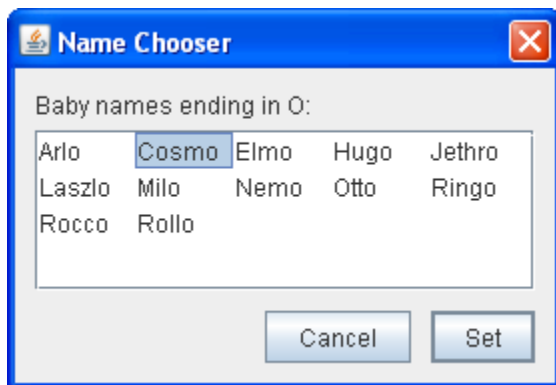 Name Chooser
Baby names ending in O:
Arlo Cosmo Elmo Hugo Jethro
Laszlo Milo Nemo Otto Ringo
Rocco Rollo
Cancel Set